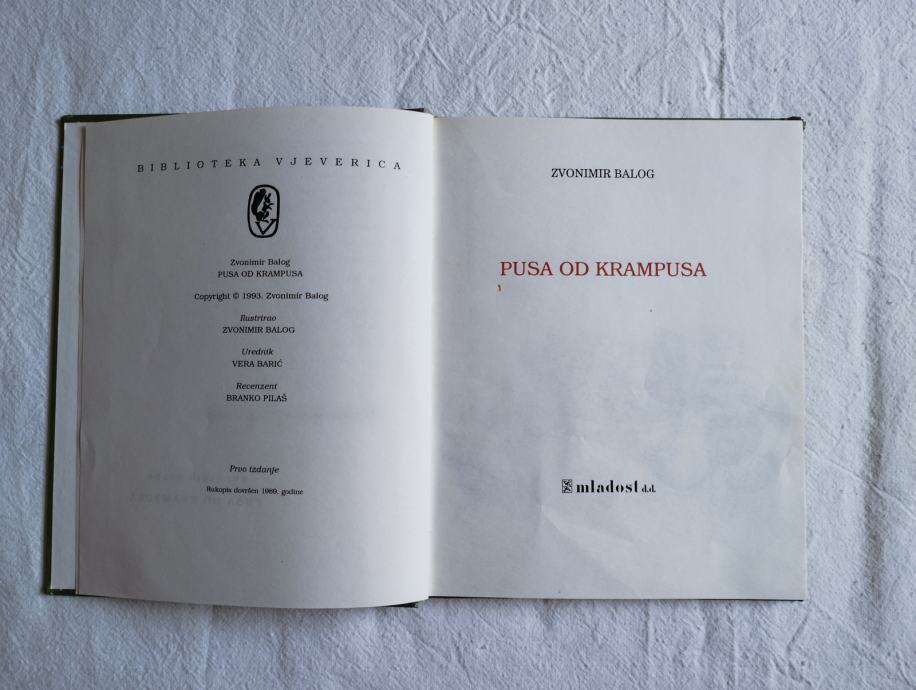 BIBLIOTEKA VJEVERICA
Zvonimir Balog
PUSA OD KRAMPUSA
Copyright © 1993. Zvonimir Balog
Ilustrirao
ZVONIMIR BALOG
Urednik
VERA BARIĆ
Recenzent
BRANKO PILAŠ
Prvo izdanje
Rukopis dovršen 1989. godine
ZVONIMIR BALOG
PUSA OD KRAMPUSA
mladost d.d.